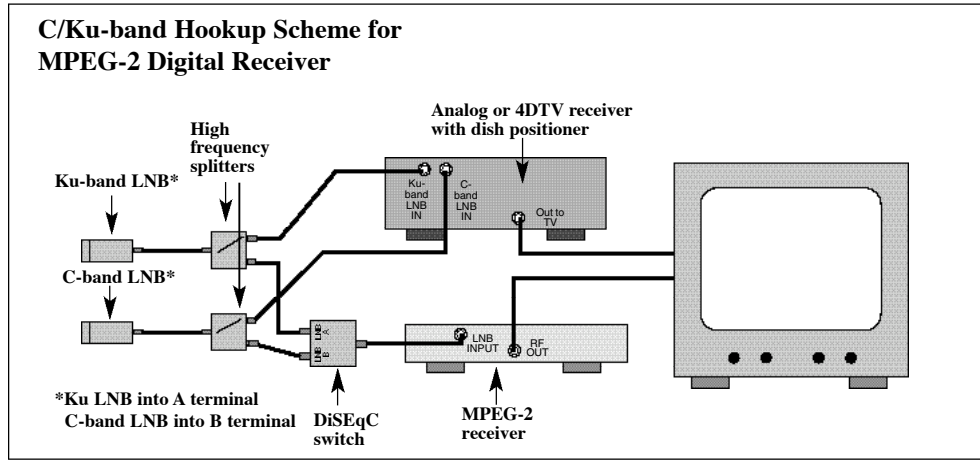 C/Ku-band Hookup Scheme for
MPEG-2 Digital Receiver
High
frequency
splitters
Analog or 4DTV receiver
with dish positioner
Ku-band LNB*
Ku-
band
LNB
IN
C-
band
LNB
IN
Out to
TV
C-band LNB*
LNB
A
LNB
B
LNB
INPUT
RF
OUT
*Ku LNB into A terminal
C-band LNB into B terminal
DiSEqC
switch
MPEG-2
receiver